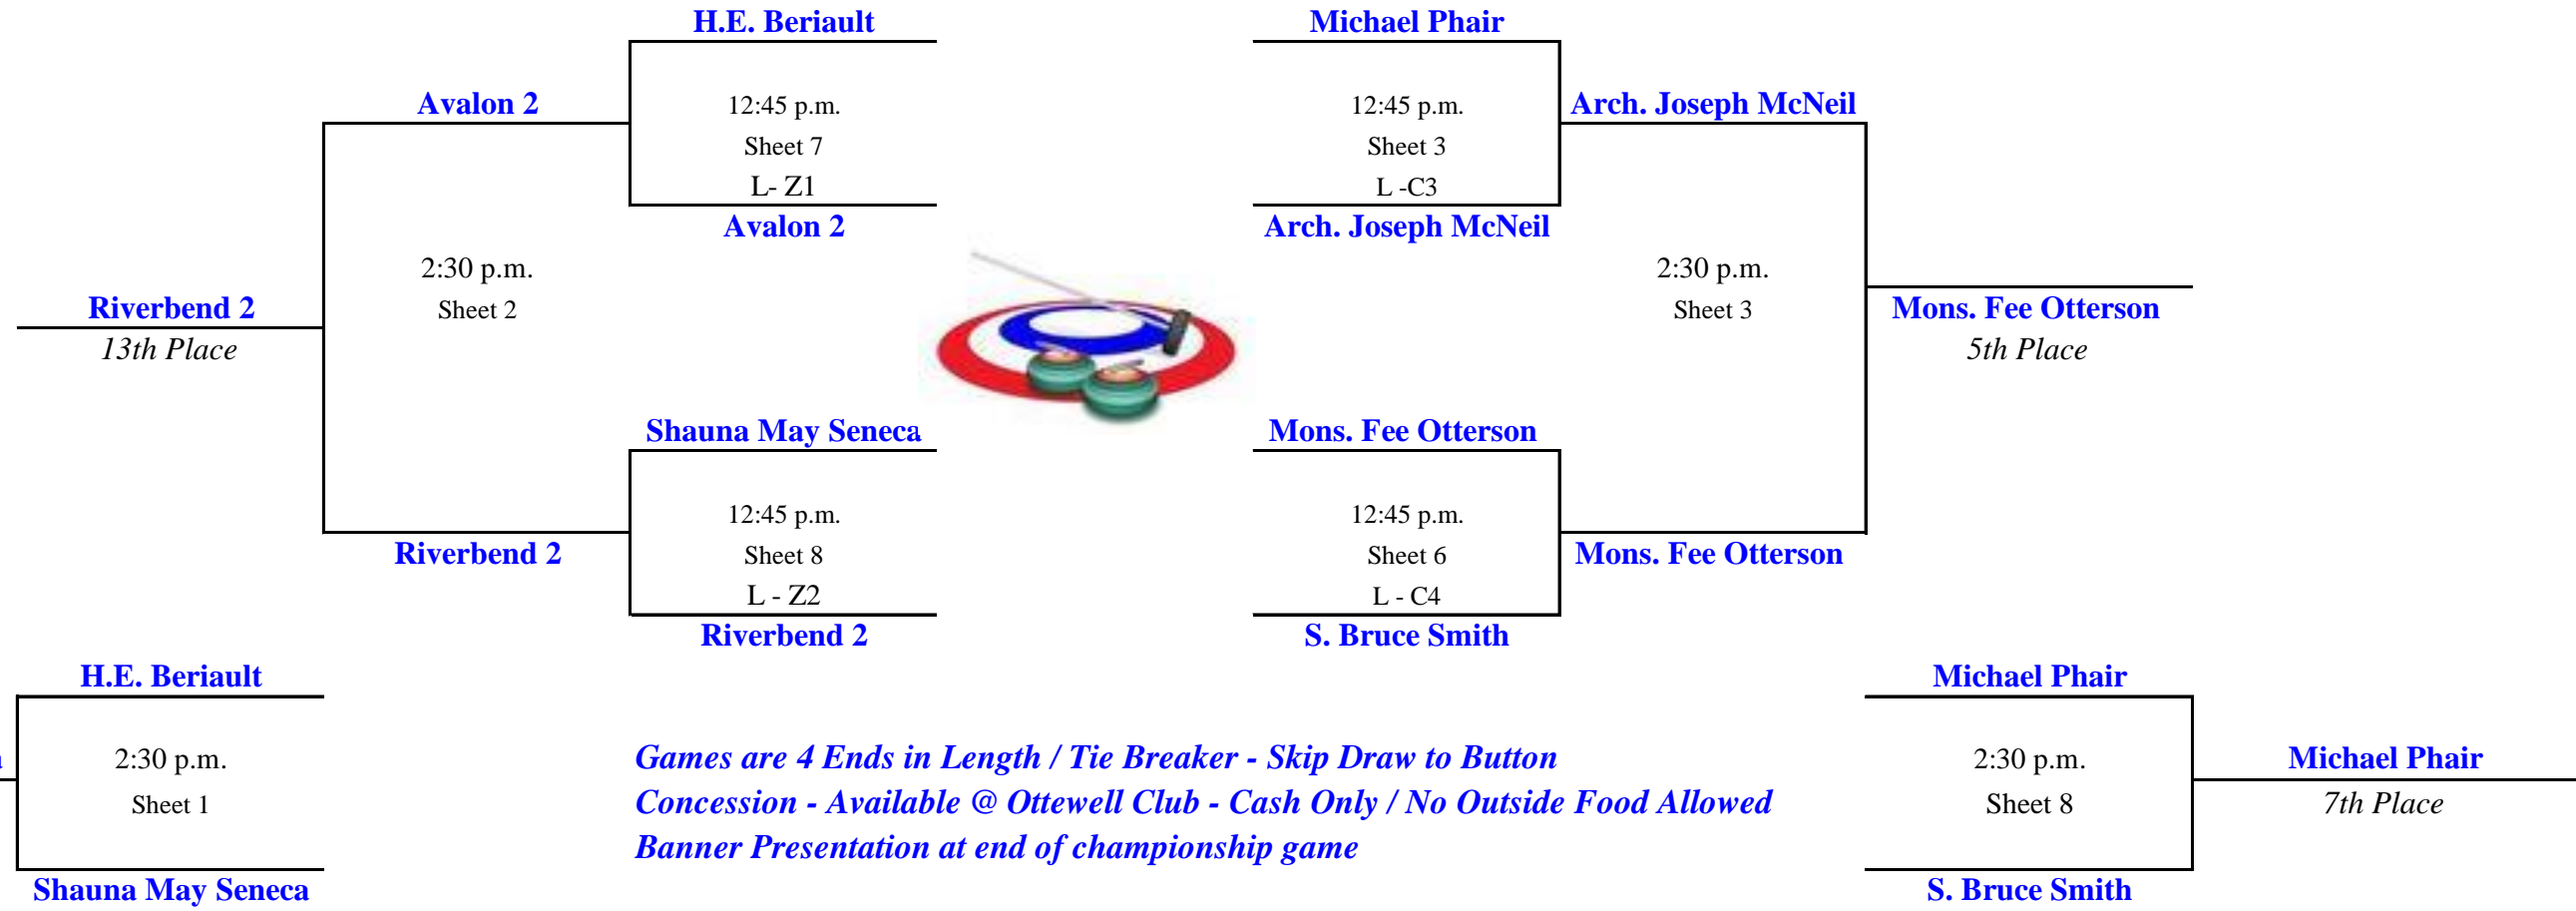 H.E. Beriault
Michael Phair
Avalon 2
12:45 p.m.
12:45 p.m.
Arch. Joseph McNeil
Sheet 7
Sheet 3
L- Z1
L -C3
Avalon 2
Arch. Joseph McNeil
2:30 p.m.
2:30 p.m.
Riverbend 2
Sheet 2
Sheet 3
Mons. Fee Otterson
13th Place
5th Place
Shauna May Seneca
Mons. Fee Otterson
12:45 p.m.
12:45 p.m.
Riverbend 2
Sheet 8
Sheet 6
Mons. Fee Otterson
L - Z2
L - C4
Riverbend 2
S. Bruce Smith
H.E. Beriault
Michael Phair
2:30 p.m.
Games are 4 Ends in Length / Tie Breaker - Skip Draw to Button
2:30 p.m.
Michael Phair
Sheet 1
Concession - Available @ Ottewell Club - Cash Only / No Outside Food Allowed
Sheet 8
7th Place
Banner Presentation at end of championship game
Shauna May Seneca
S. Bruce Smith